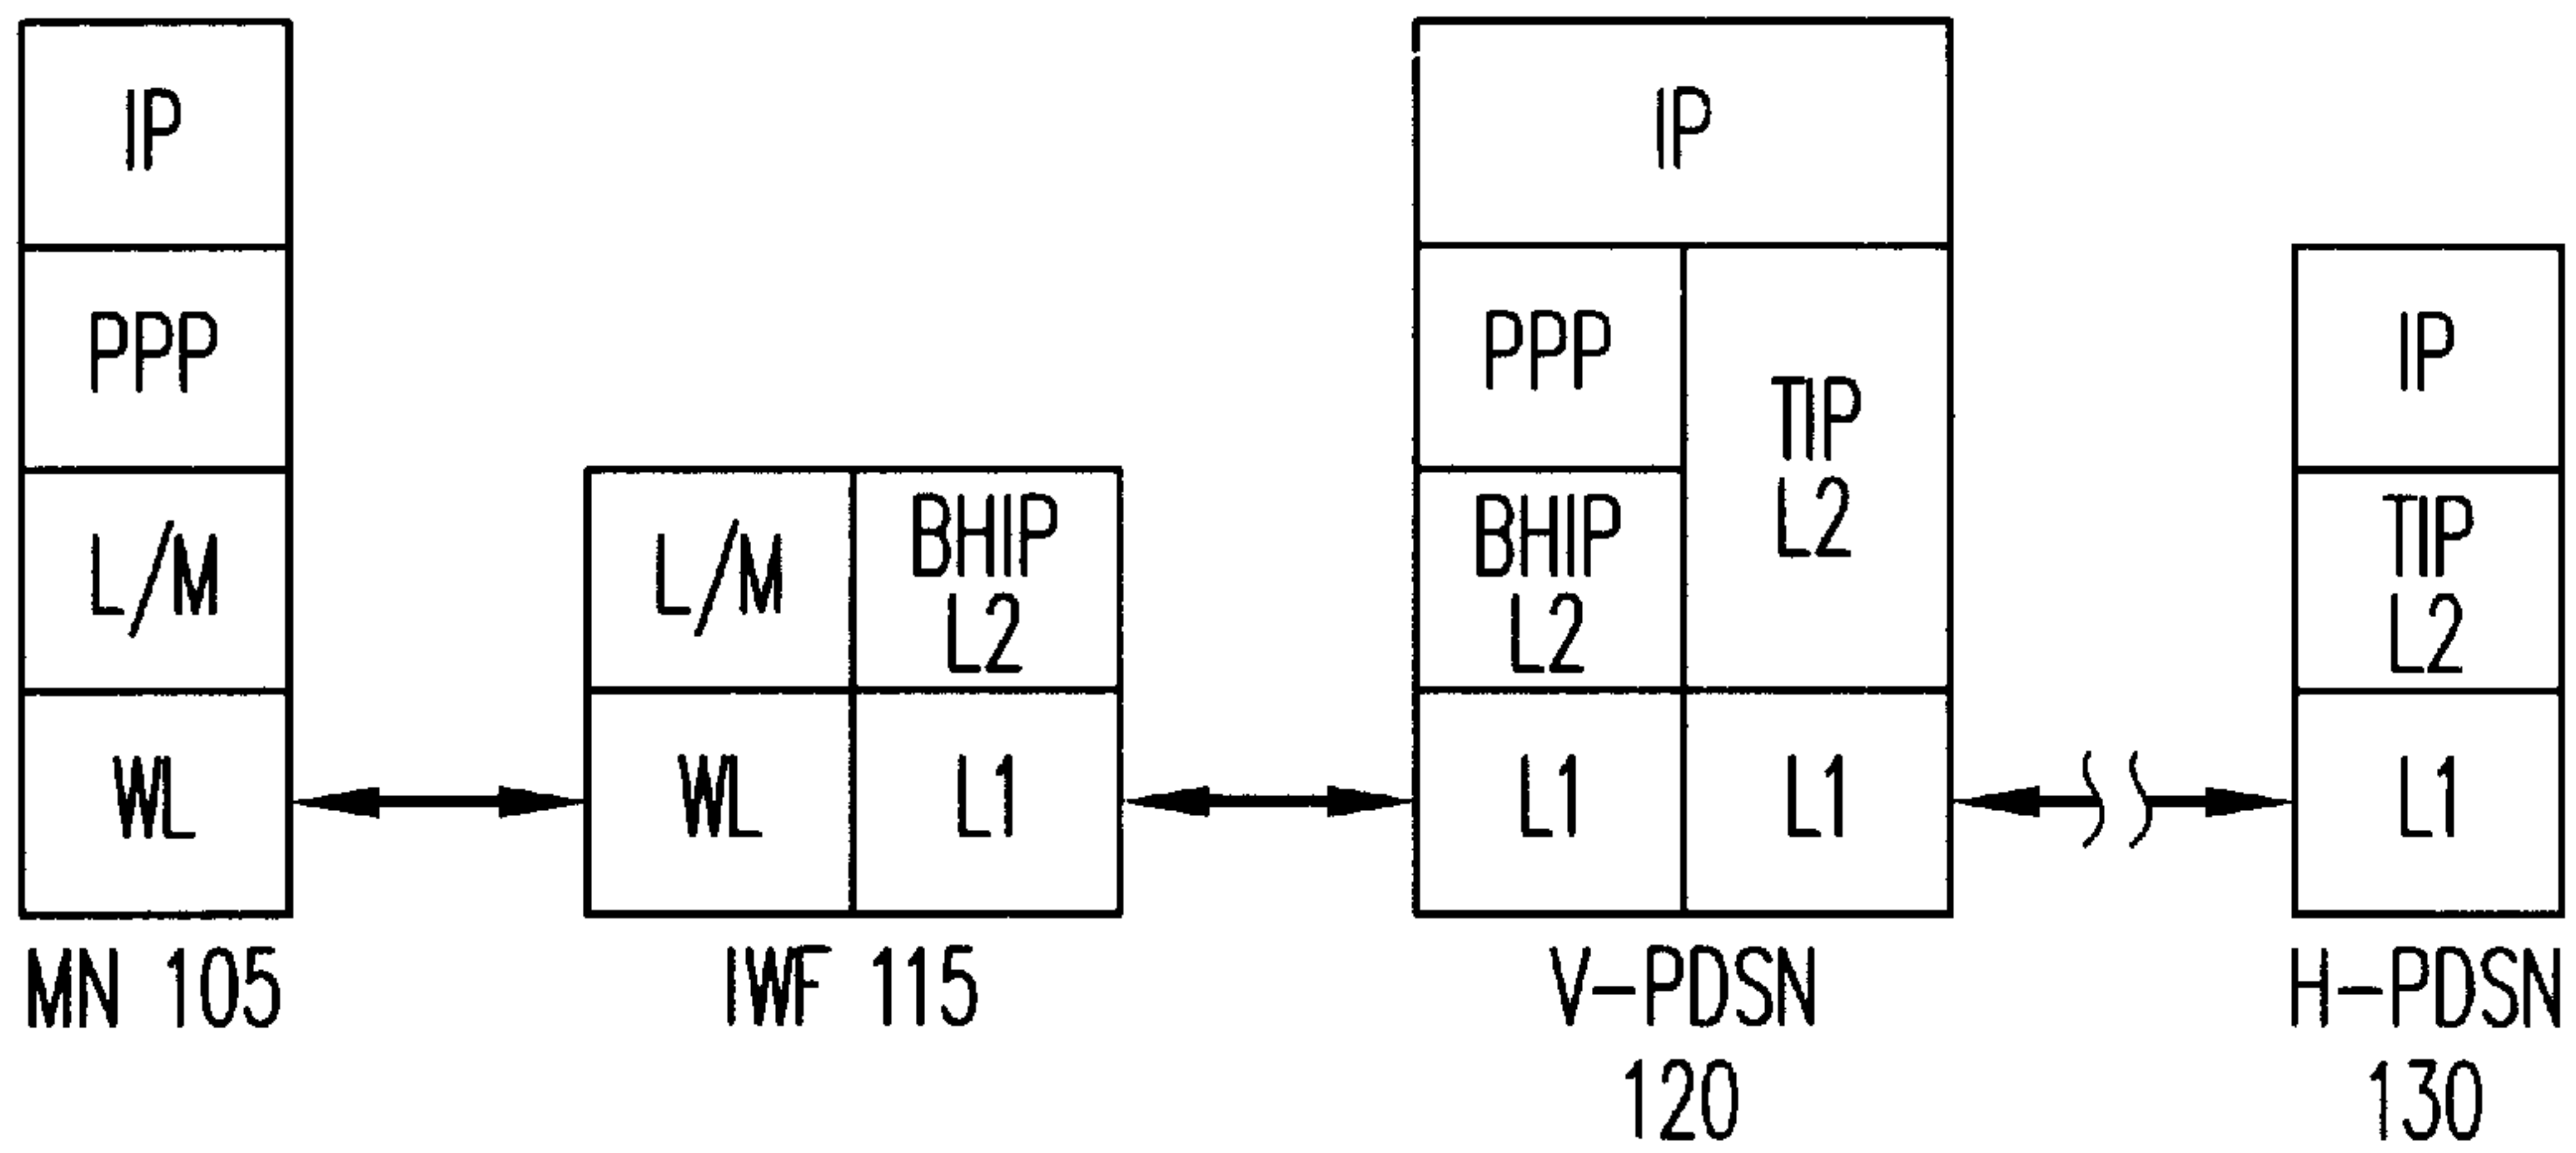 IP
PPP
L/M
WL
MN 105
L/M
BHIP
L2
WL
L1
IWF 115
IP
PPP
TIP
L2
BHIP
L2
L1
L1
V-PDSN
120
IP
TIP
L2
L1
H-PDSN
130